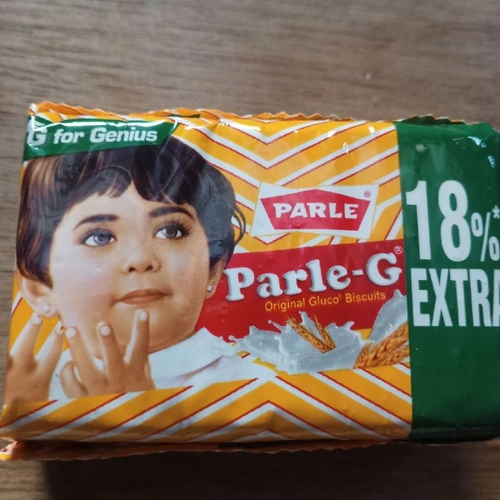 G for Genius
PARLE®
Parle-G®
Original Gluco® Biscuits
18%*
EXTRA